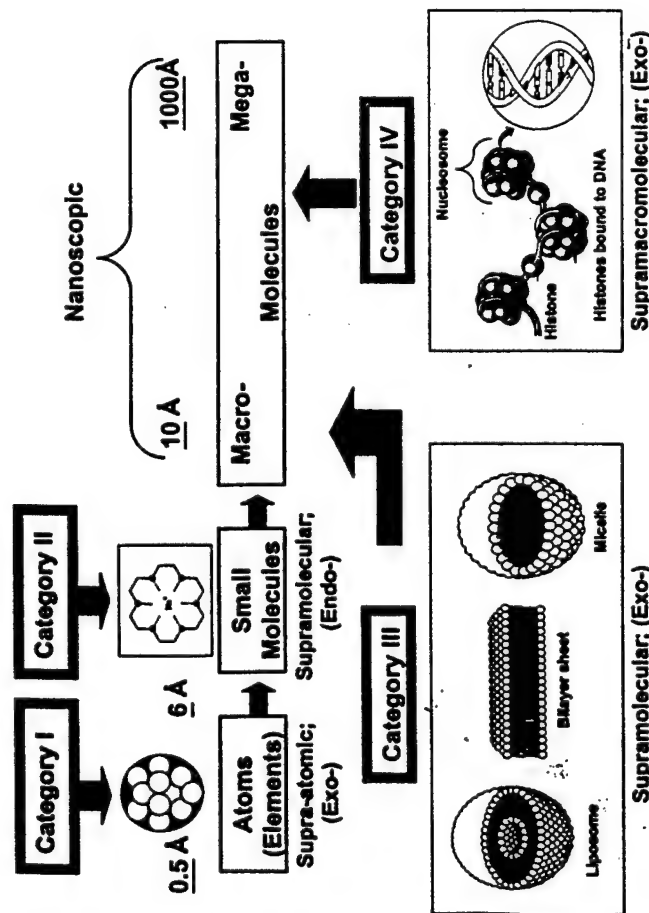 Nanoscopic
Category I
Category II
0.5 Å
6 Å
10 Å
1000Å
Atoms
(Elements)
Small
Molecules
Macro-
Molecules
Mega-
Supra-atomic;
(Exo-)
Supramolecular;
(Endo-)
Category III
Category IV
Liposome
Bilayer sheet
Micelle
Nucleosome
Histone
Histones bound to DNA
Supramolecular; (Exo-)
Supramacromolecular; (Exo-)